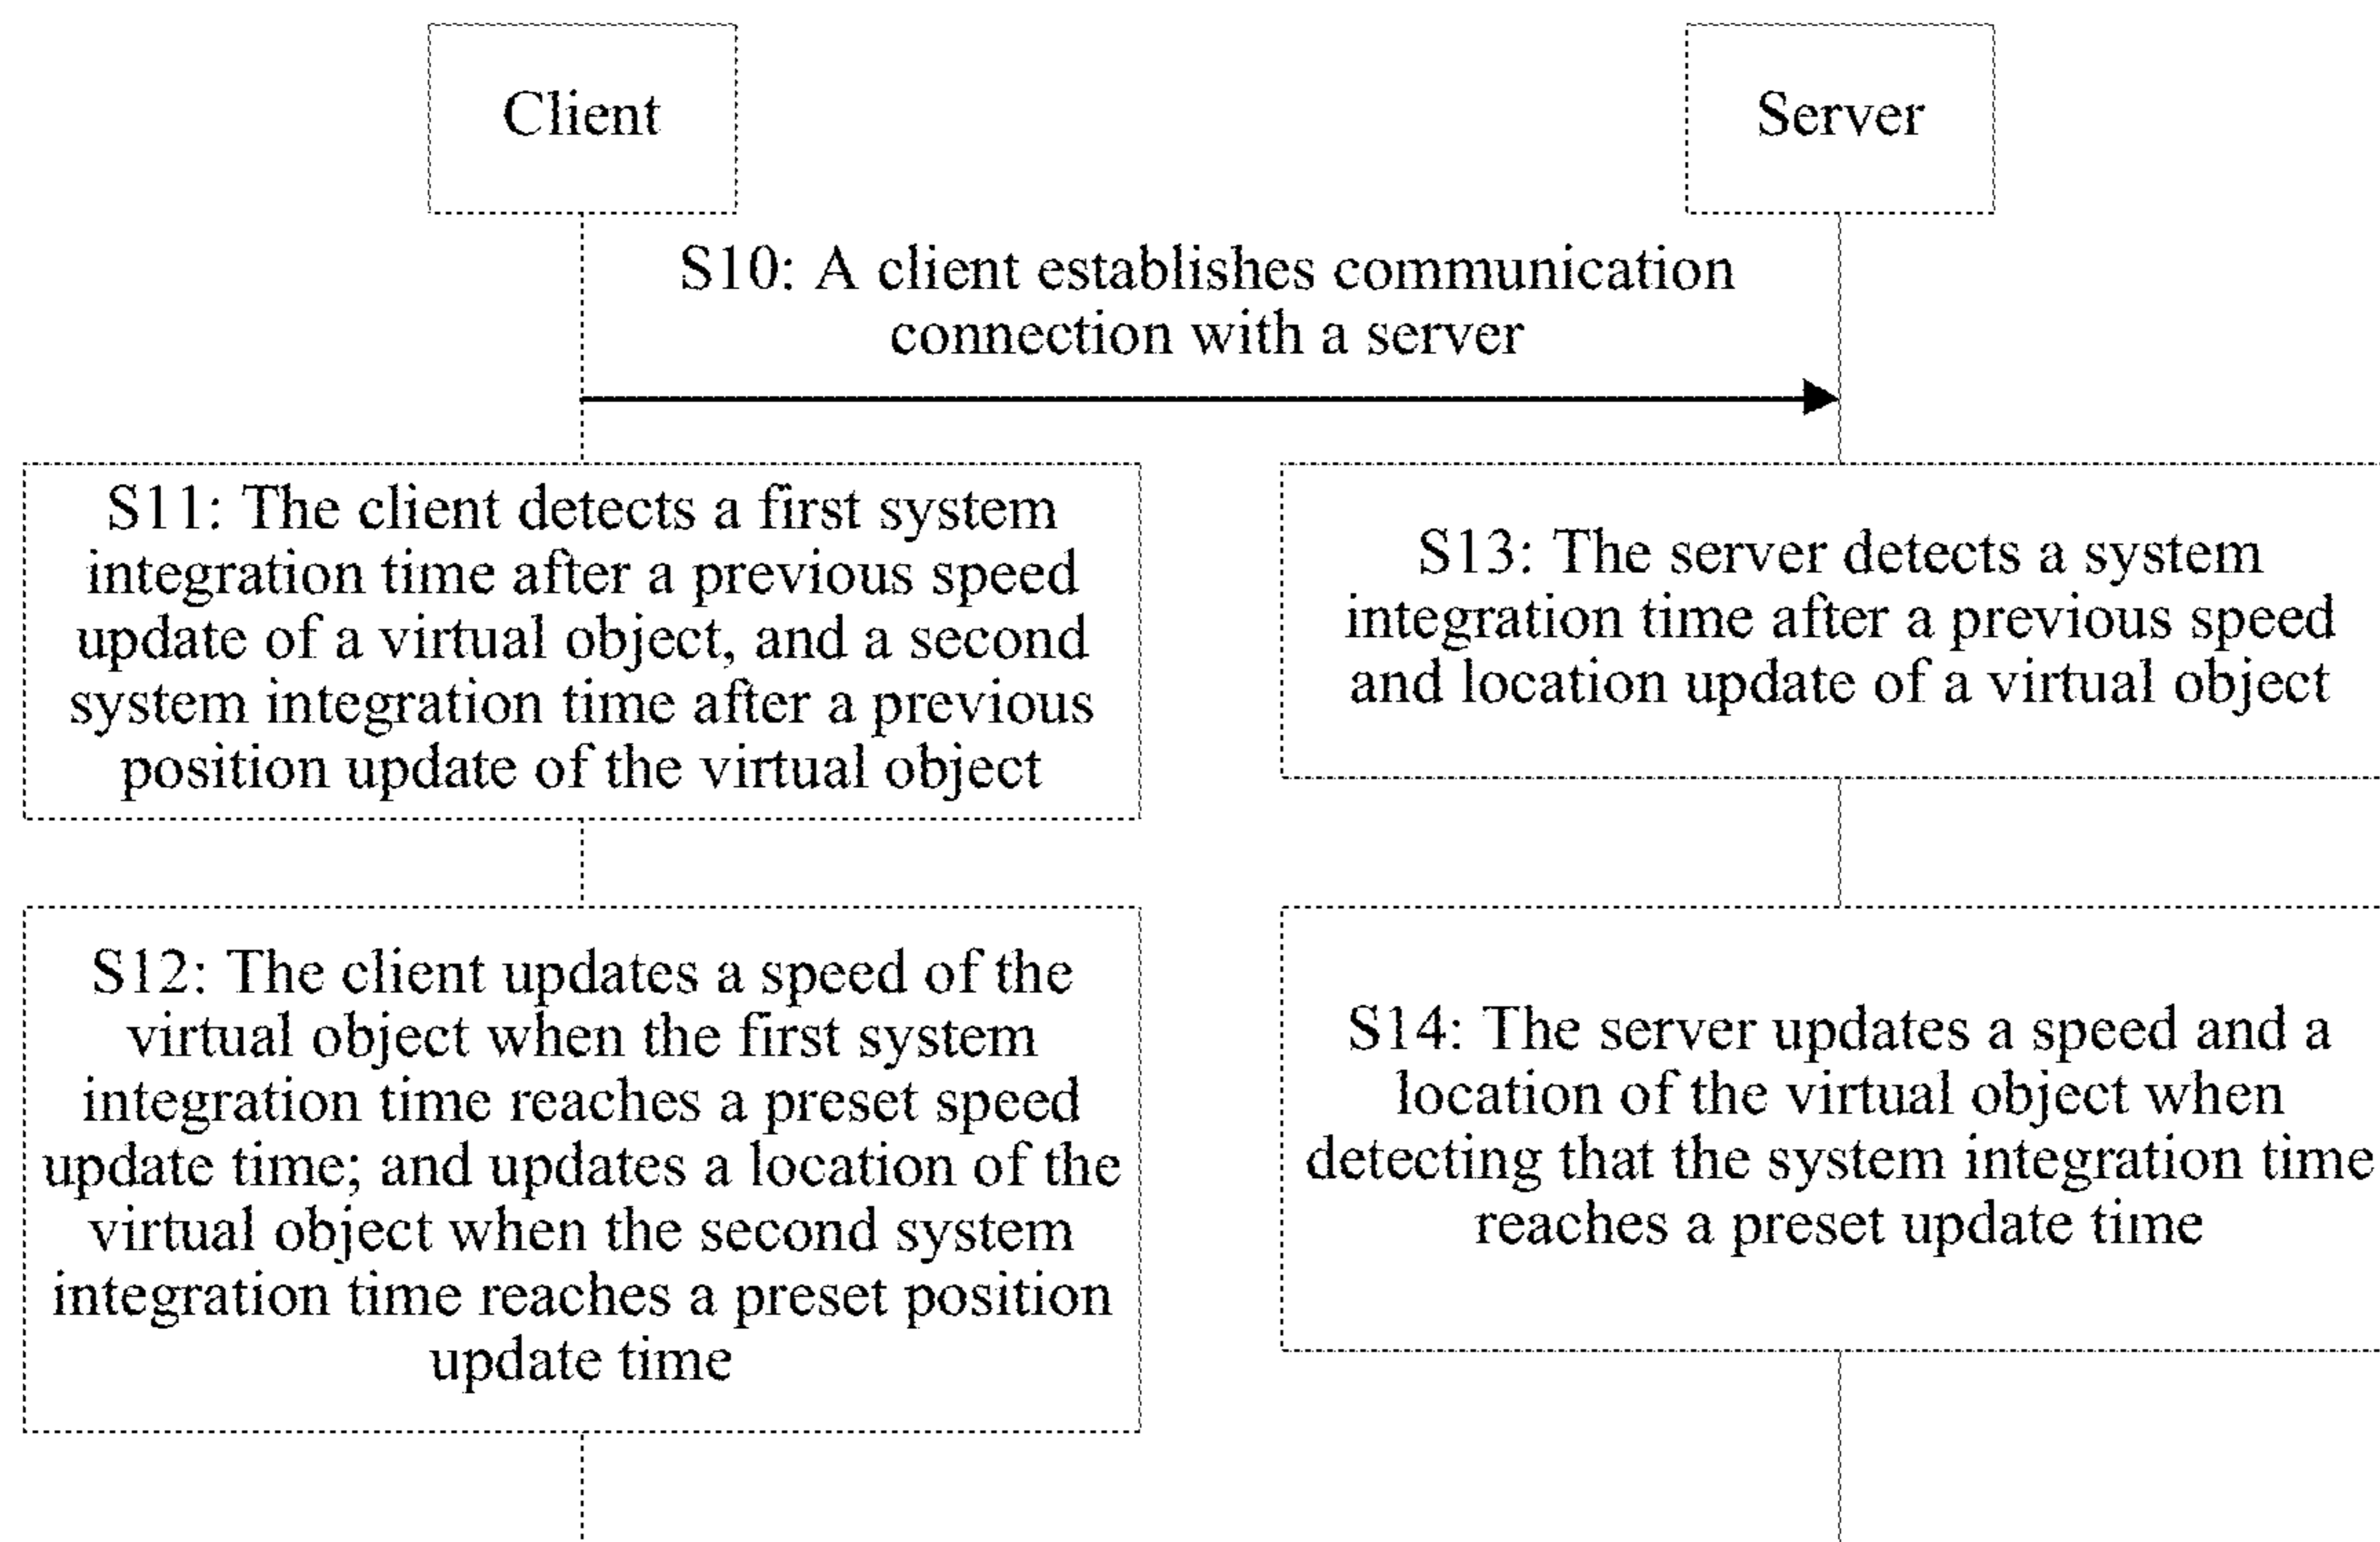 Client
Server
S10: A client establishes communication
connection with a server
S11: The client detects a first system
integration time after a previous speed
update of a virtual object, and a second
system integration time after a previous
position update of the virtual object
S13: The server detects a system
integration time after a previous speed
and location update of a virtual object
S12: The client updates a speed of the
virtual object when the first system
integration time reaches a preset speed
update time; and updates a location of the
virtual object when the second system
integration time reaches a preset position
update time
S14: The server updates a speed and a
location of the virtual object when
detecting that the system integration time
reaches a preset update time